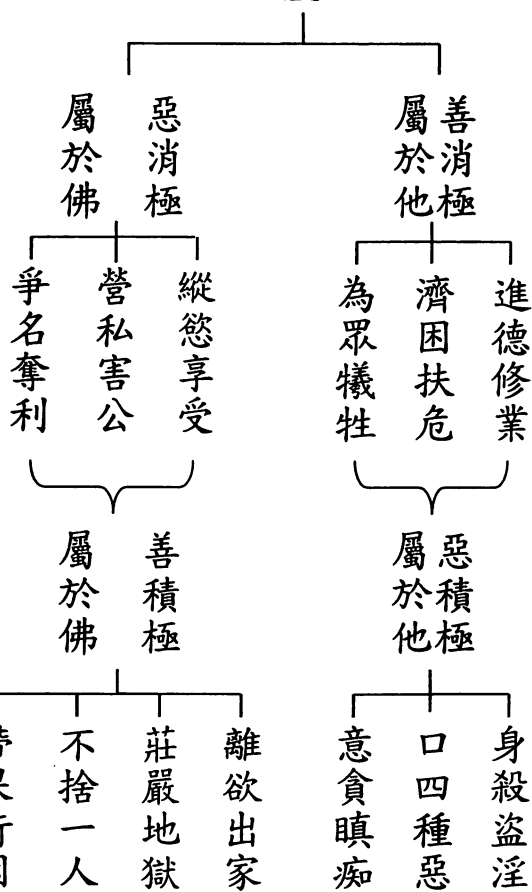 善消極
屬於他
惡消極
屬於佛
進德修業
濟困扶危
為眾犧牲
縱慾享受
營私害公
爭名奪利
惡積極
屬於他
善積極
屬於佛
身殺盜淫
口四種惡
意貪瞋痴
離欲出家
莊嚴地獄
不捨一人